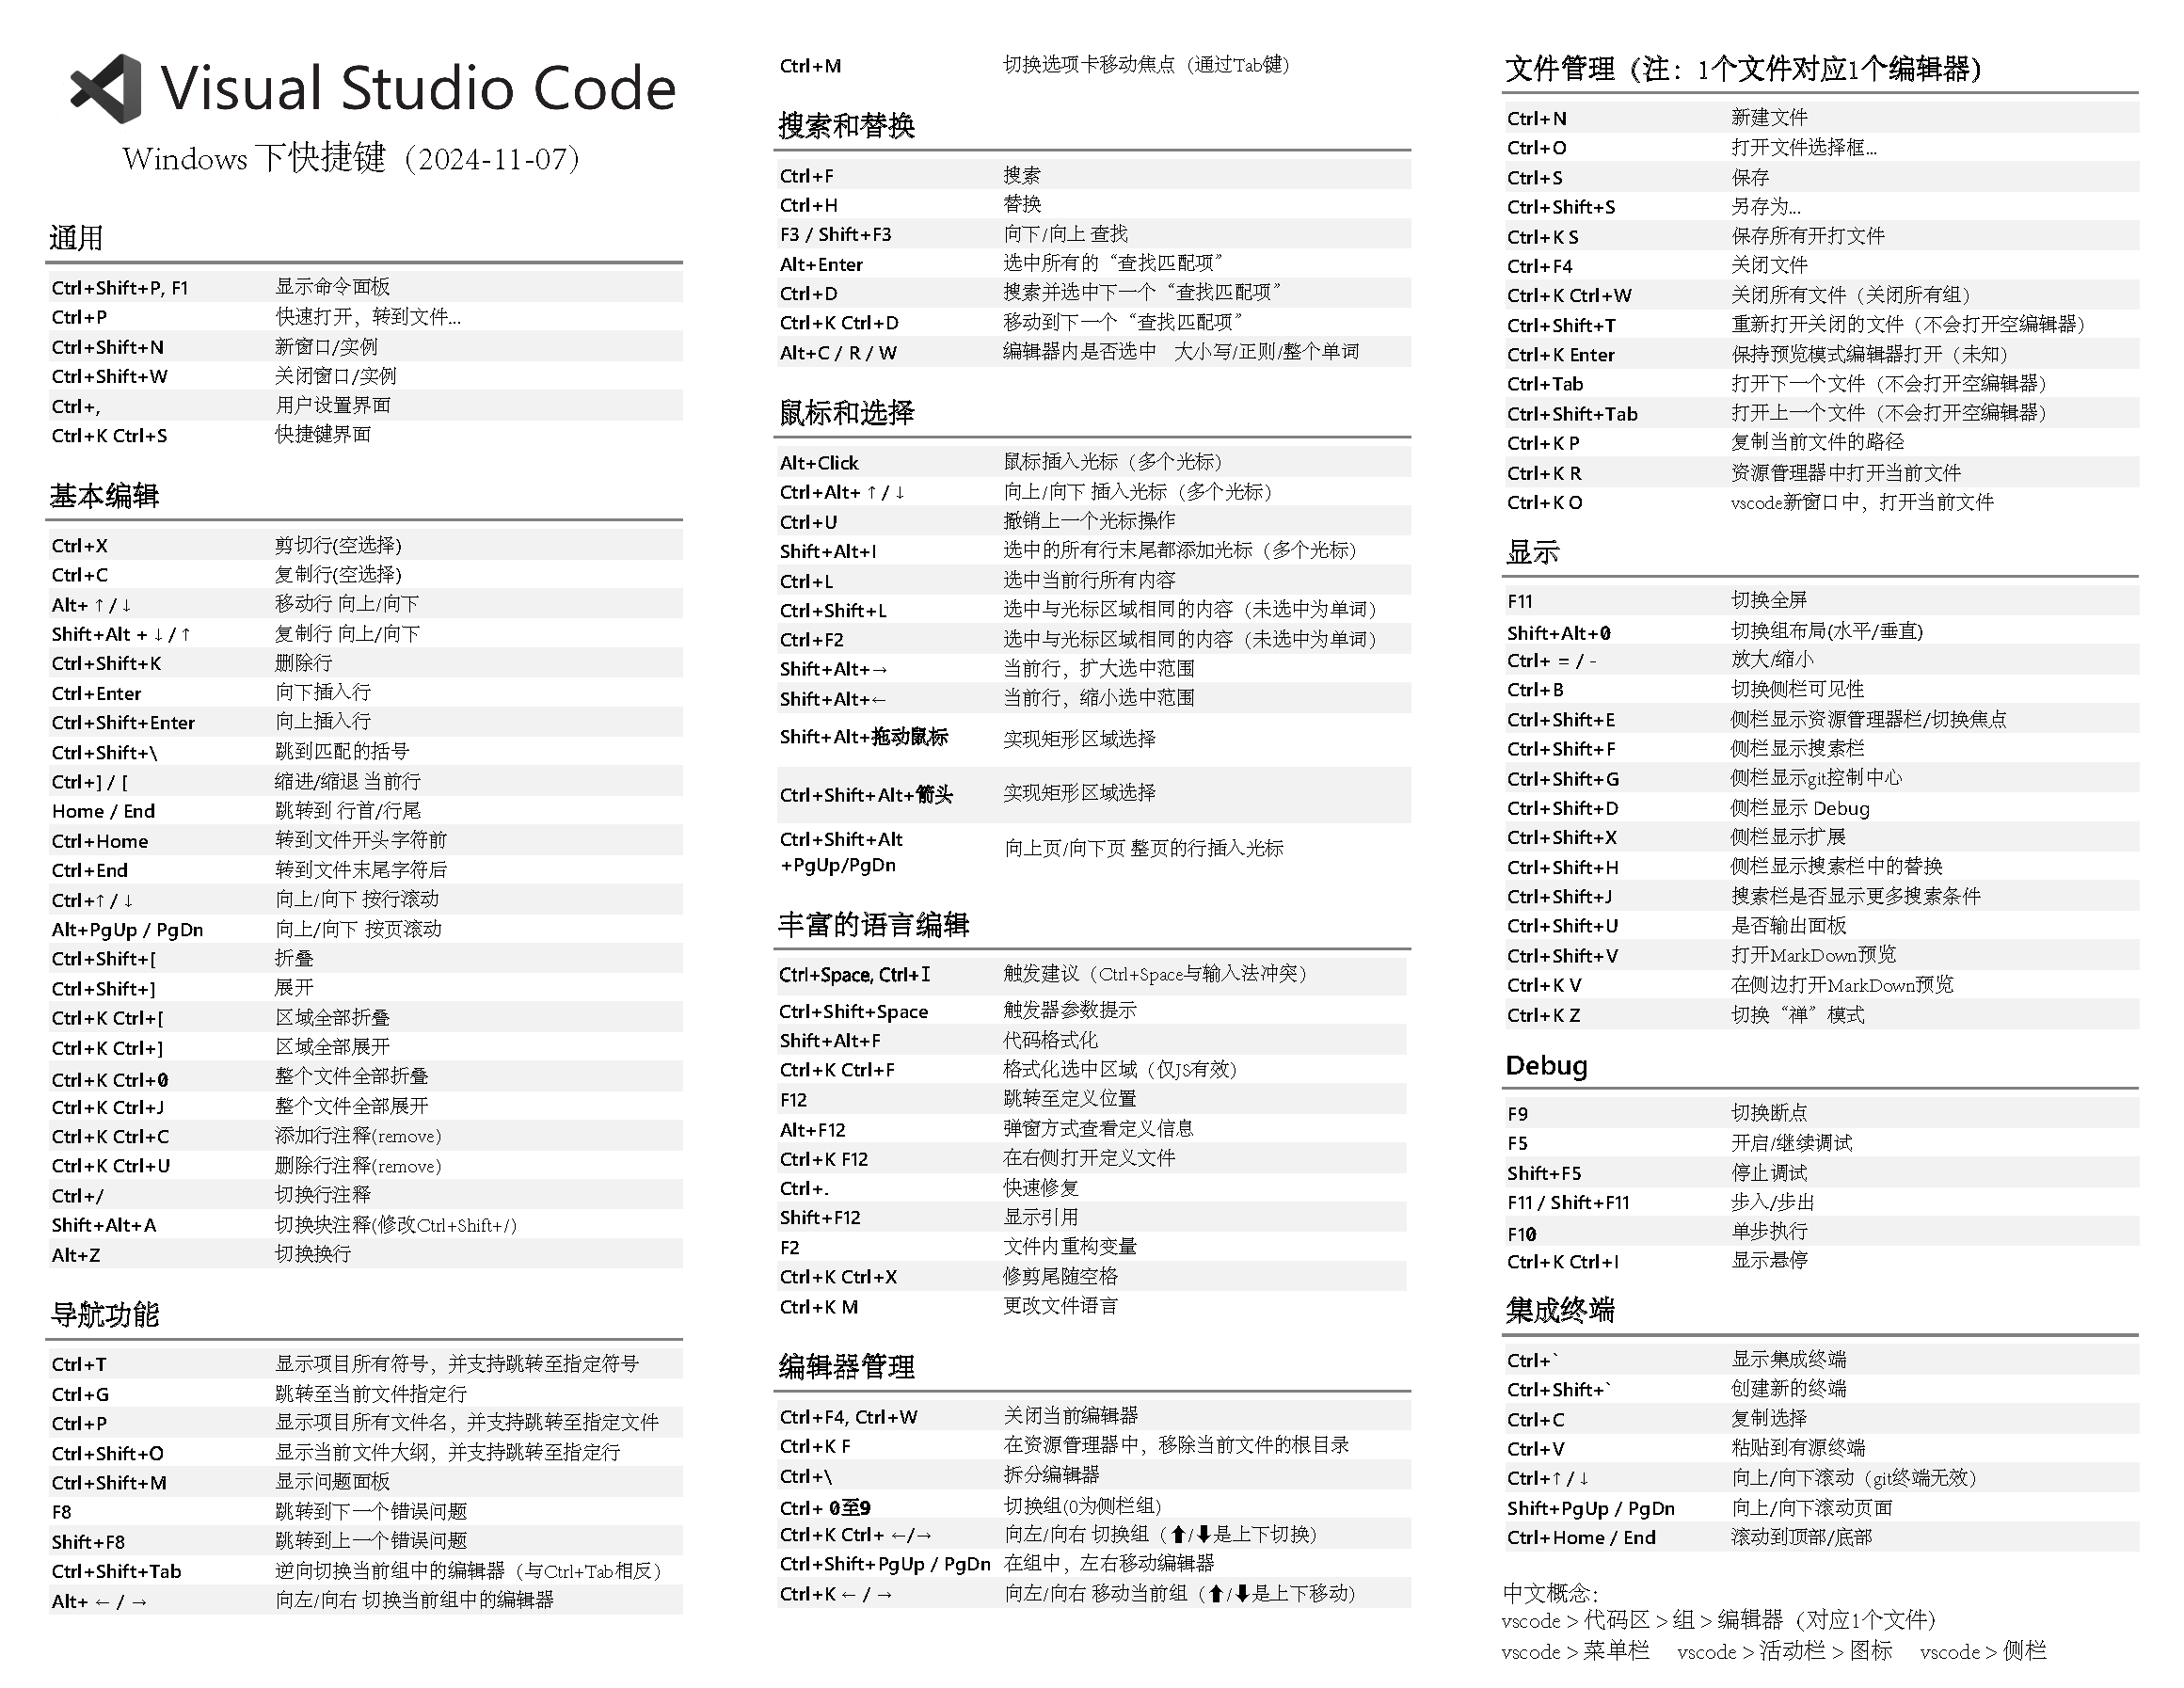 Visual Studio Code
Windows 下快捷键（2024-11-07）
通用
Ctrl+Shift+P, F1 显示命令面板
Ctrl+P 快速打开，转到文件...
Ctrl+Shift+N 新窗口/实例
Ctrl+Shift+W 关闭窗口/实例
Ctrl+, 用户设置界面
Ctrl+K Ctrl+S 快捷键界面
基本编辑
Ctrl+X 剪切行(空选择)
Ctrl+C 复制行(空选择)
Alt+ ↑ / ↓ 移动行 向上/向下
Shift+Alt + ↓ / ↑ 复制行 向上/向下
Ctrl+Shift+K 删除行
Ctrl+Enter 向下插入行
Ctrl+Shift+Enter 向上插入行
Ctrl+Shift+\ 跳到匹配的括号
Ctrl+] / [ 缩进/缩退 当前行
Home / End 跳转到 行首/行尾
Ctrl+Home 转到文件开头字符前
Ctrl+End 转到文件末尾字符后
Ctrl+↑ / ↓ 向上/向下 按行滚动
Alt+PgUp / PgDn 向上/向下 按页滚动
Ctrl+Shift+[ 折叠
Ctrl+Shift+] 展开
Ctrl+K Ctrl+[ 区域全部折叠
Ctrl+K Ctrl+] 区域全部展开
Ctrl+K Ctrl+0 整个文件全部折叠
Ctrl+K Ctrl+J 整个文件全部展开
Ctrl+K Ctrl+C 添加行注释(remove)
Ctrl+K Ctrl+U 删除行注释(remove)
Ctrl+/ 切换行注释
Shift+Alt+A 切换块注释(修改Ctrl+Shift+/)
Alt+Z 切换换行
导航功能
Ctrl+T 显示项目所有符号，并支持跳转至指定符号
Ctrl+G 跳转至当前文件指定行
Ctrl+P 显示项目所有文件名，并支持跳转至指定文件
Ctrl+Shift+O 显示当前文件大纲，并支持跳转至指定行
Ctrl+Shift+M 显示问题面板
F8 跳转到下一个错误问题
Shift+F8 跳转到上一个错误问题
Ctrl+Shift+Tab 逆向切换当前组中的编辑器（与Ctrl+Tab相反）
Alt+ ← / → 向左/向右 切换当前组中的编辑器
Ctrl+M 切换选项卡移动焦点（通过Tab键）
搜索和替换
Ctrl+F 搜索
Ctrl+H 替换
F3 / Shift+F3 向下/向上 查找
Alt+Enter 选中所有的“查找匹配项”
Ctrl+D 搜索并选中下一个“查找匹配项”
Ctrl+K Ctrl+D 移动到下一个“查找匹配项”
Alt+C / R / W 编辑器内是否选中 大小写/正则/整个单词
鼠标和选择
Alt+Click 鼠标插入光标（多个光标）
Ctrl+Alt+ ↑ / ↓ 向上/向下 插入光标（多个光标）
Ctrl+U 撤销上一个光标操作
Shift+Alt+I 选中的所有行末尾都添加光标（多个光标）
Ctrl+L 选中当前行所有内容
Ctrl+Shift+L 选中与光标区域相同的内容（未选中为单词）
Ctrl+F2 选中与光标区域相同的内容（未选中为单词）
Shift+Alt+→ 当前行，扩大选中范围
Shift+Alt+← 当前行，缩小选中范围
Shift+Alt+拖动鼠标 实现矩形区域选择
Ctrl+Shift+Alt+箭头 实现矩形区域选择
Ctrl+Shift+Alt
+PgUp/PgDn 向上页/向下页 整页的行插入光标
丰富的语言编辑
Ctrl+Space, Ctrl+I 触发建议（Ctrl+Space与输入法冲突）
Ctrl+Shift+Space 触发器参数提示
Shift+Alt+F 代码格式化
Ctrl+K Ctrl+F 格式化选中区域（仅JS有效）
F12 跳转至定义位置
Alt+F12 弹窗方式查看定义信息
Ctrl+K F12 在右侧打开定义文件
Ctrl+. 快速修复
Shift+F12 显示引用
F2 文件内重构变量
Ctrl+K Ctrl+X 修剪尾随空格
Ctrl+K M 更改文件语言
编辑器管理
Ctrl+F4, Ctrl+W 关闭当前编辑器
Ctrl+K F 在资源管理器中，移除当前文件的根目录
Ctrl+\ 拆分编辑器
Ctrl+ 0至9 切换组(0为侧栏组)
Ctrl+K Ctrl+ ←/→ 向左/向右 切换组（⬆/⬇是上下切换）
Ctrl+Shift+PgUp / PgDn 在组中，左右移动编辑器
Ctrl+K ← / → 向左/向右 移动当前组（⬆/⬇是上下移动）
文件管理（注：1个文件对应1个编辑器）
Ctrl+N 新建文件
Ctrl+O 打开文件选择框...
Ctrl+S 保存
Ctrl+Shift+S 另存为...
Ctrl+K S 保存所有开打文件
Ctrl+F4 关闭文件
Ctrl+K Ctrl+W 关闭所有文件（关闭所有组）
Ctrl+Shift+T 重新打开关闭的文件（不会打开空编辑器）
Ctrl+K Enter 保持预览模式编辑器打开（未知）
Ctrl+Tab 打开下一个文件（不会打开空编辑器）
Ctrl+Shift+Tab 打开上一个文件（不会打开空编辑器）
Ctrl+K P 复制当前文件的路径
Ctrl+K R 资源管理器中打开当前文件
Ctrl+K O vscode新窗口中，打开当前文件
显示
F11 切换全屏
Shift+Alt+0 切换组布局(水平/垂直)
Ctrl+ = / - 放大/缩小
Ctrl+B 切换侧栏可见性
Ctrl+Shift+E 侧栏显示资源管理器栏/切换焦点
Ctrl+Shift+F 侧栏显示搜索栏
Ctrl+Shift+G 侧栏显示git控制中心
Ctrl+Shift+D 侧栏显示 Debug
Ctrl+Shift+X 侧栏显示扩展
Ctrl+Shift+H 侧栏显示搜索栏中的替换
Ctrl+Shift+J 搜索栏是否显示更多搜索条件
Ctrl+Shift+U 是否输出面板
Ctrl+Shift+V 打开MarkDown预览
Ctrl+K V 在侧边打开MarkDown预览
Ctrl+K Z 切换“禅”模式
Debug
F9 切换断点
F5 开启/继续调试
Shift+F5 停止调试
F11 / Shift+F11 步入/步出
F10 单步执行
Ctrl+K Ctrl+I 显示悬停
集成终端
Ctrl+` 显示集成终端
Ctrl+Shift+` 创建新的终端
Ctrl+C 复制选择
Ctrl+V 粘贴到有源终端
Ctrl+↑ / ↓ 向上/向下滚动（git终端无效）
Shift+PgUp / PgDn 向上/向下滚动页面
Ctrl+Home / End 滚动到顶部/底部
中文概念：
vscode > 代码区 > 组 > 编辑器（对应1个文件）
vscode > 菜单栏 vscode > 活动栏 > 图标 vscode > 侧栏